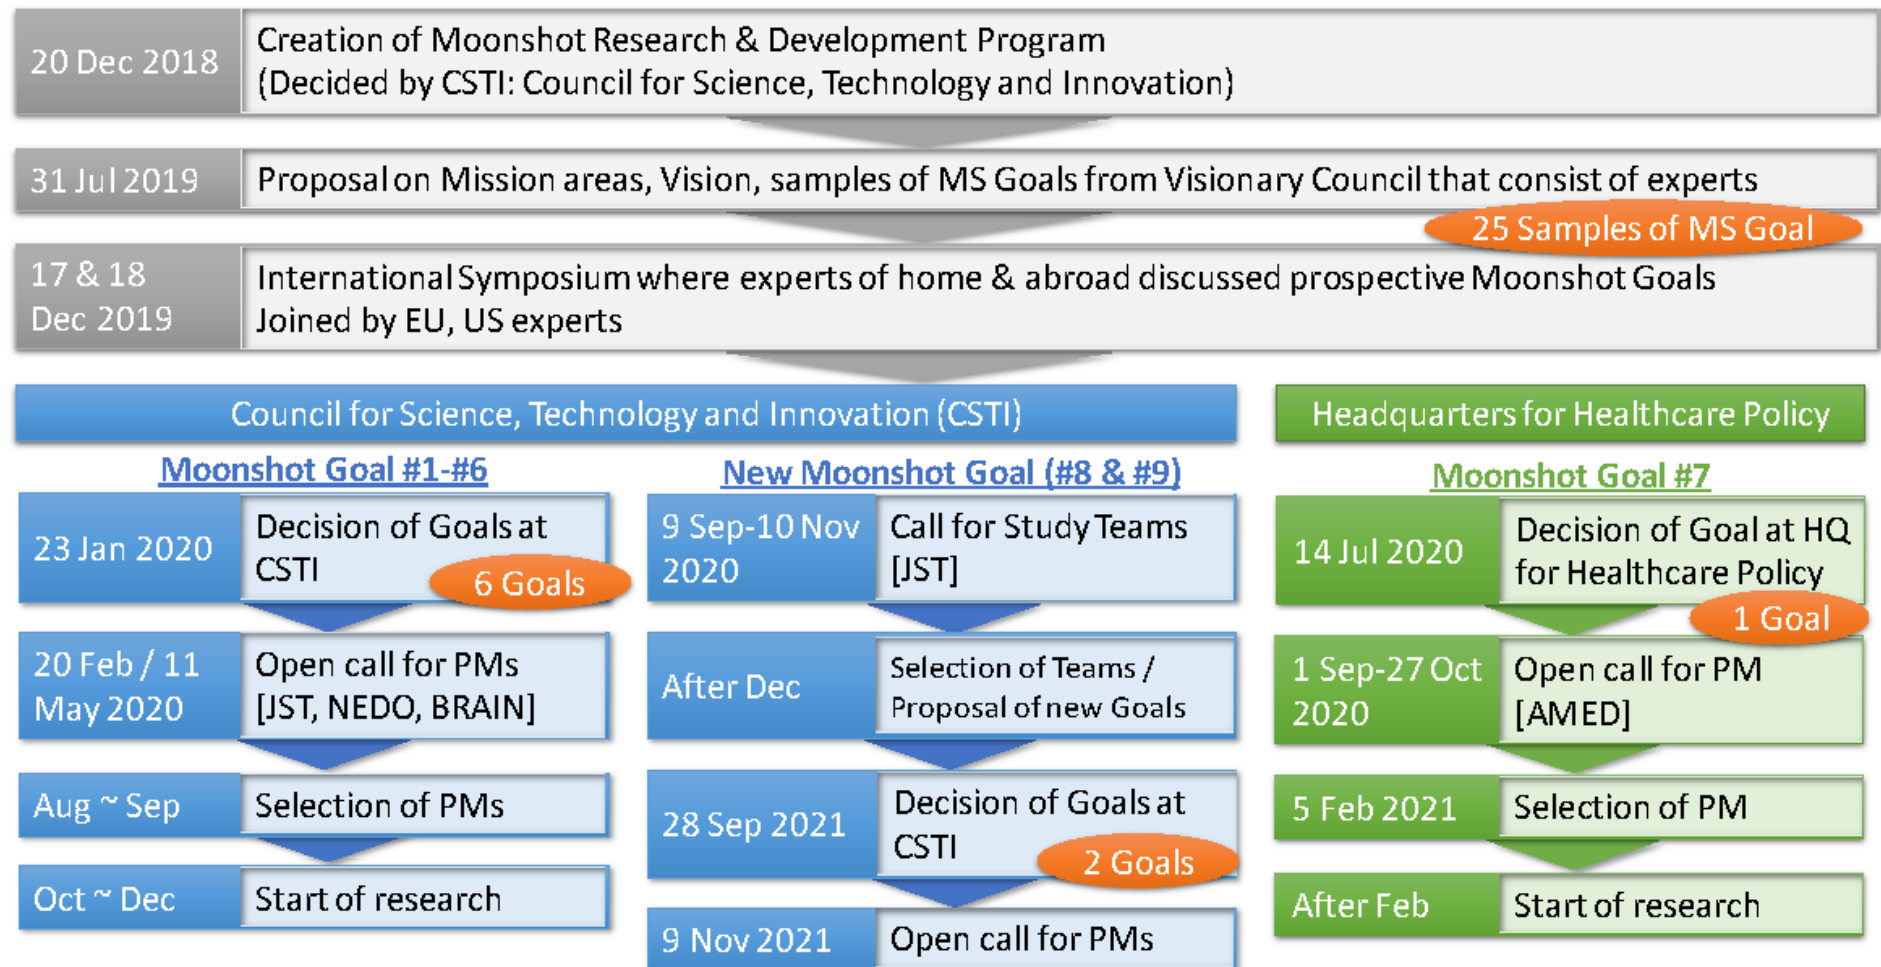 20 Dec 2018
Creation of Moonshot Research & Development Program
(Decided by CSTI: Council for Science, Technology and Innovation)
31 Jul 2019
Proposal on Mission areas, Vision, samples of MS Goals from Visionary Council that consist of experts
25 Samples of MS Goal
17 & 18
Dec 2019
International Symposium where experts of home & abroad discussed prospective Moonshot Goals
Joined by EU, US experts
Council for Science, Technology and Innovation (CSTI)
Moonshot Goal #1-#6
23 Jan 2020
Decision of Goals at
CSTI
6 Goals
20 Feb / 11
May 2020
Open call for PMs
[JST, NEDO, BRAIN]
Aug ~ Sep
Selection of PMs
Oct ~ Dec
Start of research
New Moonshot Goal (#8 & #9)
9 Sep-10 Nov
2020
Call for Study Teams
[JST]
After Dec
Selection of Teams /
Proposal of new Goals
28 Sep 2021
Decision of Goals at
CSTI
2 Goals
9 Nov 2021
Open call for PMs
Headquarters for Healthcare Policy
Moonshot Goal #7
14 Jul 2020
Decision of Goal at HQ
for Healthcare Policy
1 Goal
1 Sep-27 Oct
2020
Open call for PM
[AMED]
5 Feb 2021
Selection of PM
After Feb
Start of research